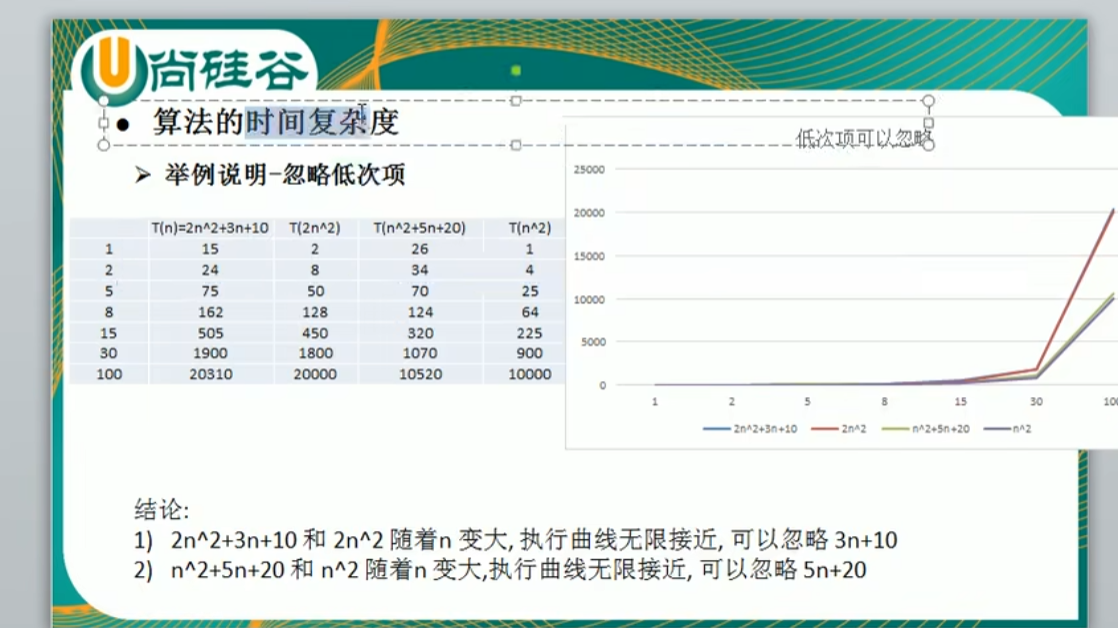 尚硅谷
● 算法的时间复杂度
➢ 举例说明-忽略低次项
T(n)=2n^2+3n+10 T(2n^2) T(n^2+5n+20) T(n^2)
1 15 2 26 1
2 24 8 34 4
5 75 50 70 25
8 162 128 124 64
15 505 450 320 225
30 1900 1800 1070 900
100 20310 20000 10520 10000
低次项可以忽略
25000
20000
15000
10000
5000
0
1 2 5 8 15 30 100
2n^2+3n+10 2n^2 n^2+5n+20 n^2
结论:
1) 2n^2+3n+10 和 2n^2 随着n 变大, 执行曲线无限接近, 可以忽略 3n+10
2) n^2+5n+20 和 n^2 随着n 变大,执行曲线无限接近, 可以忽略 5n+20